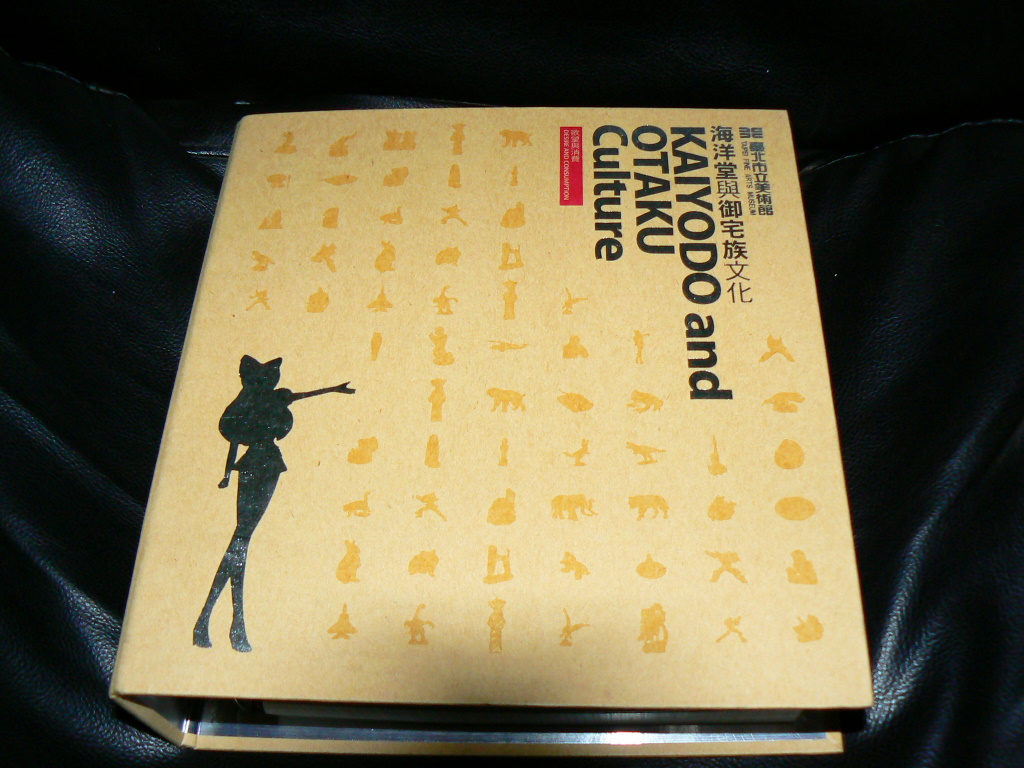 臺北市立美術館
TAIPEI FINE ARTS MUSEUM
海洋堂與御宅族文化
KAIYODO and
OTAKU
Culture
慾望與消費
DESIRE AND CONSUMPTION